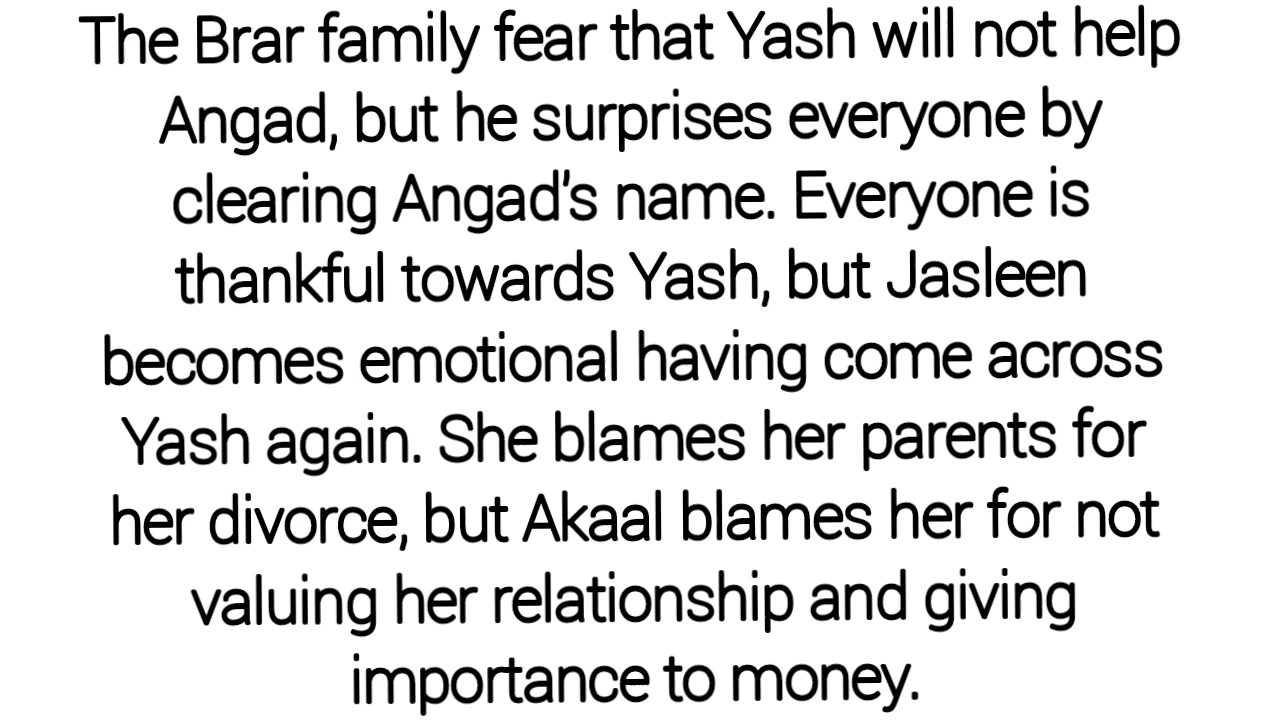 The Brar family fear that Yash will not help
Angad, but he surprises everyone by
clearing Angad's name. Everyone is
thankful towards Yash, but Jasleen
becomes emotional having come across
Yash again. She blames her parents for
her divorce, but Akaal blames her for not
valuing her relationship and giving
importance to money.